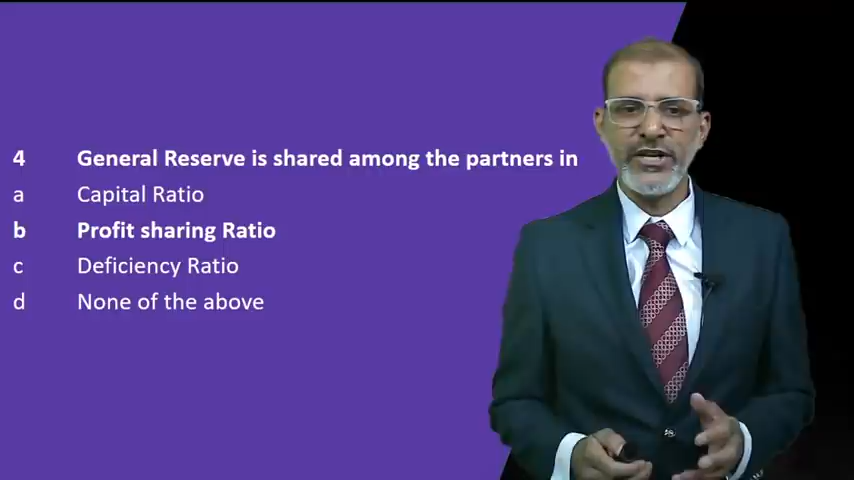 4 General Reserve is shared among the partners in
a Capital Ratio
b Profit sharing Ratio
c Deficiency Ratio
d None of the above